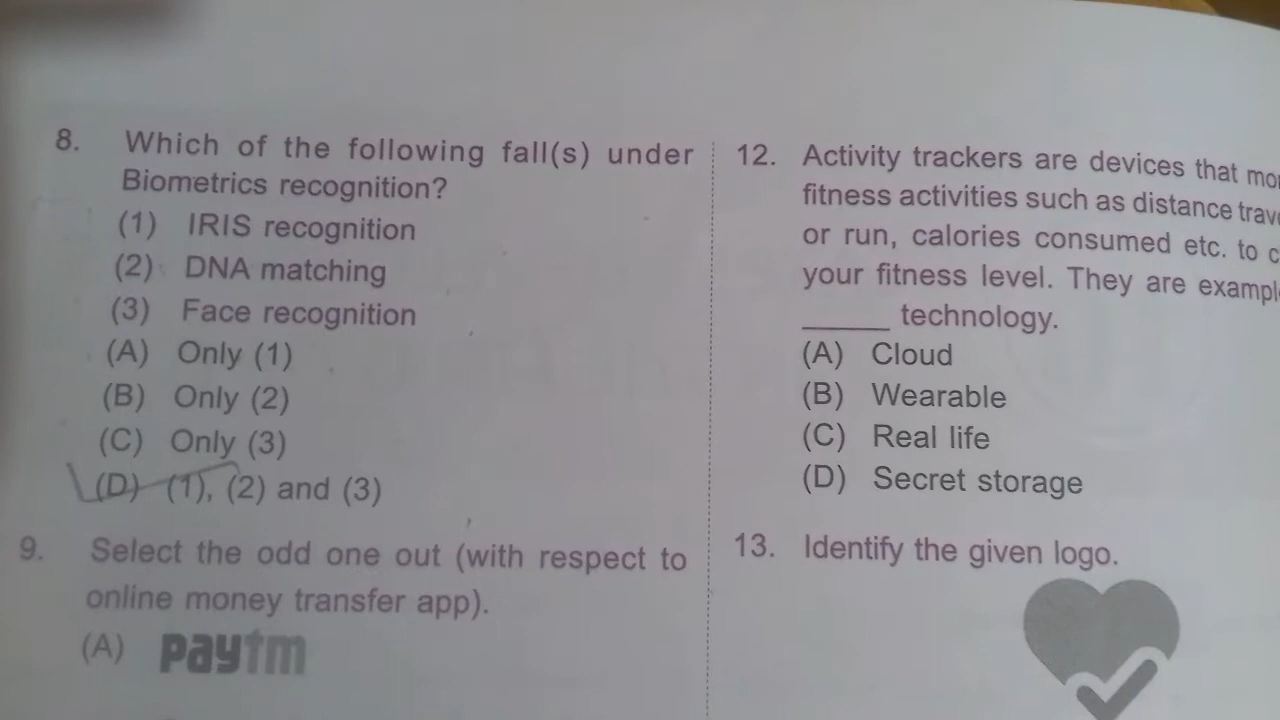 8. Which of the following fall(s) under
Biometrics recognition?
(1) IRIS recognition
(2) DNA matching
(3) Face recognition
(A) Only (1)
(B) Only (2)
(C) Only (3)
(D) (1), (2) and (3)
9. Select the odd one out (with respect to
online money transfer app).
(A) paytm
12. Activity trackers are devices that
fitness activities such as distance
or run, calories consumed etc. to
your fitness level. They are
_____ technology.
(A) Cloud
(B) Wearable
(C) Real life
(D) Secret storage
13. Identify the given logo.